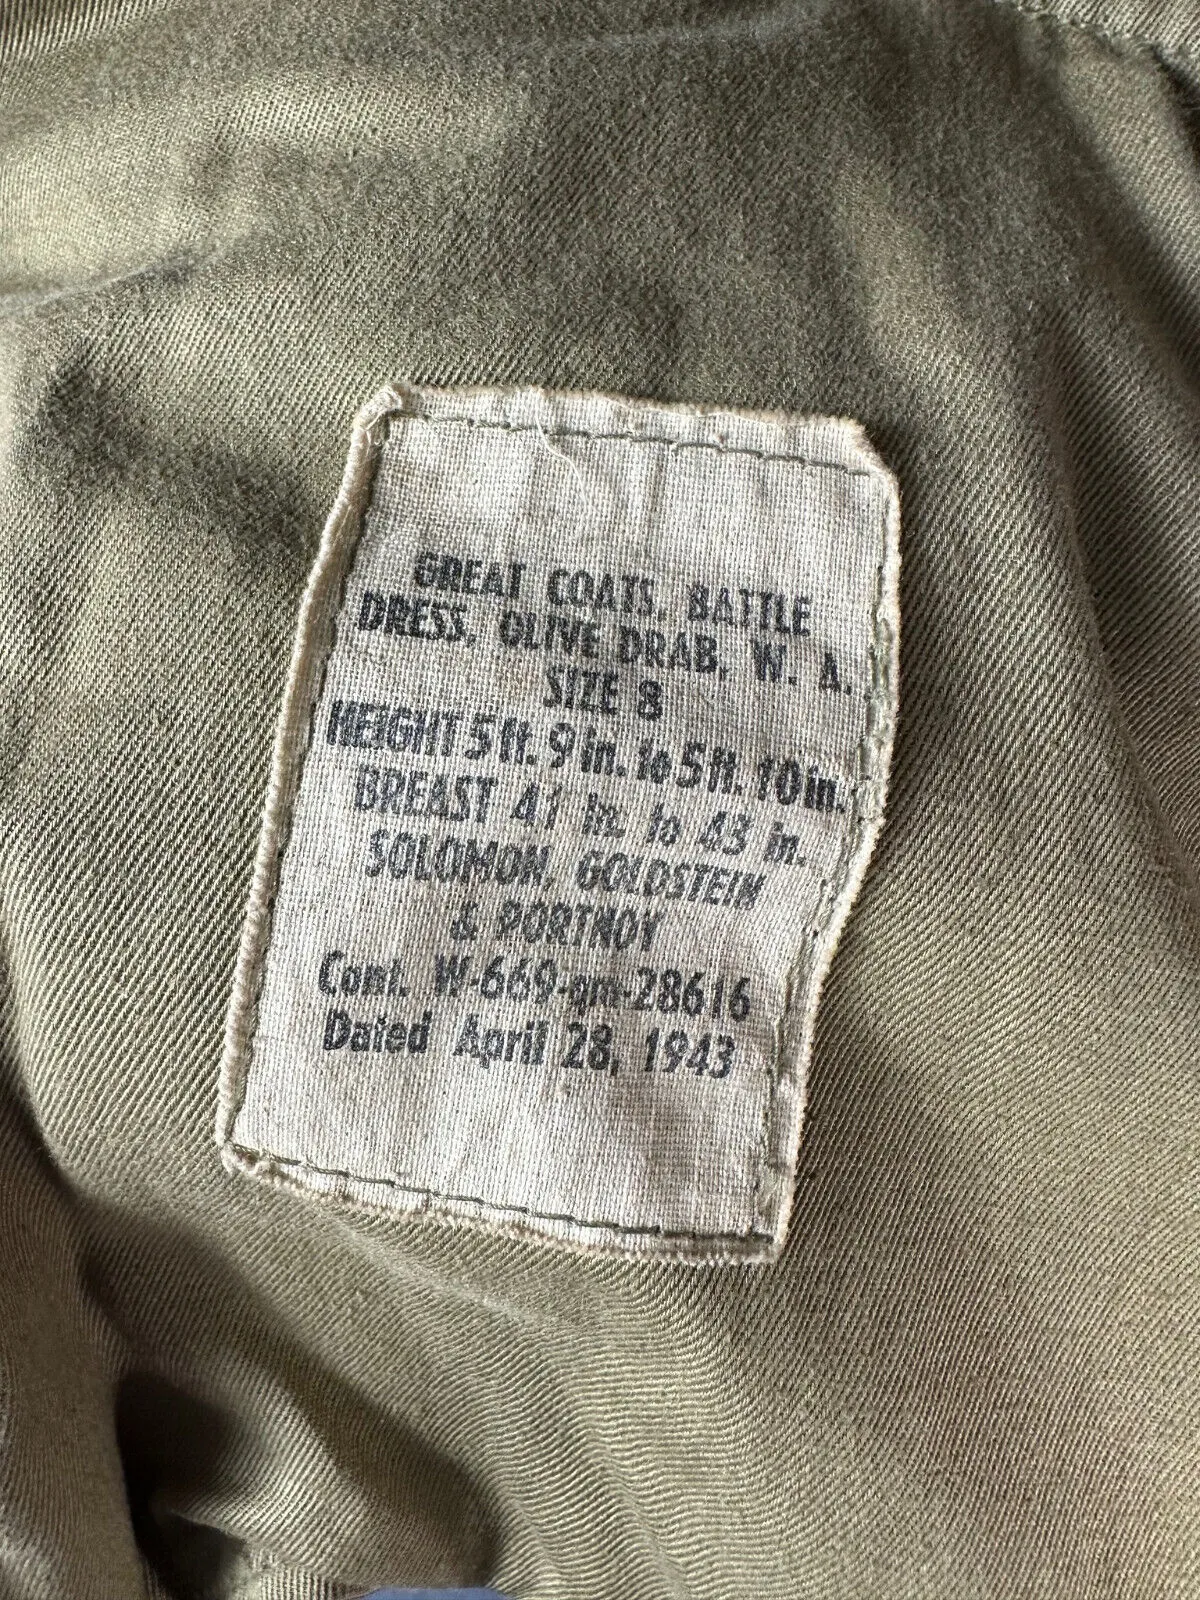 GREAT COATS, BATTLE
DRESS, OLIVE DRAB, W. A.
SIZE 8
HEIGHT 5 ft. 9 in. to 5 ft. 10 in.
BREAST 41 in. to 43 in.
SOLOMON, GOLDSTEIN
& PORTNOY
Cont. W-669-qm-28616
Dated April 28, 1943